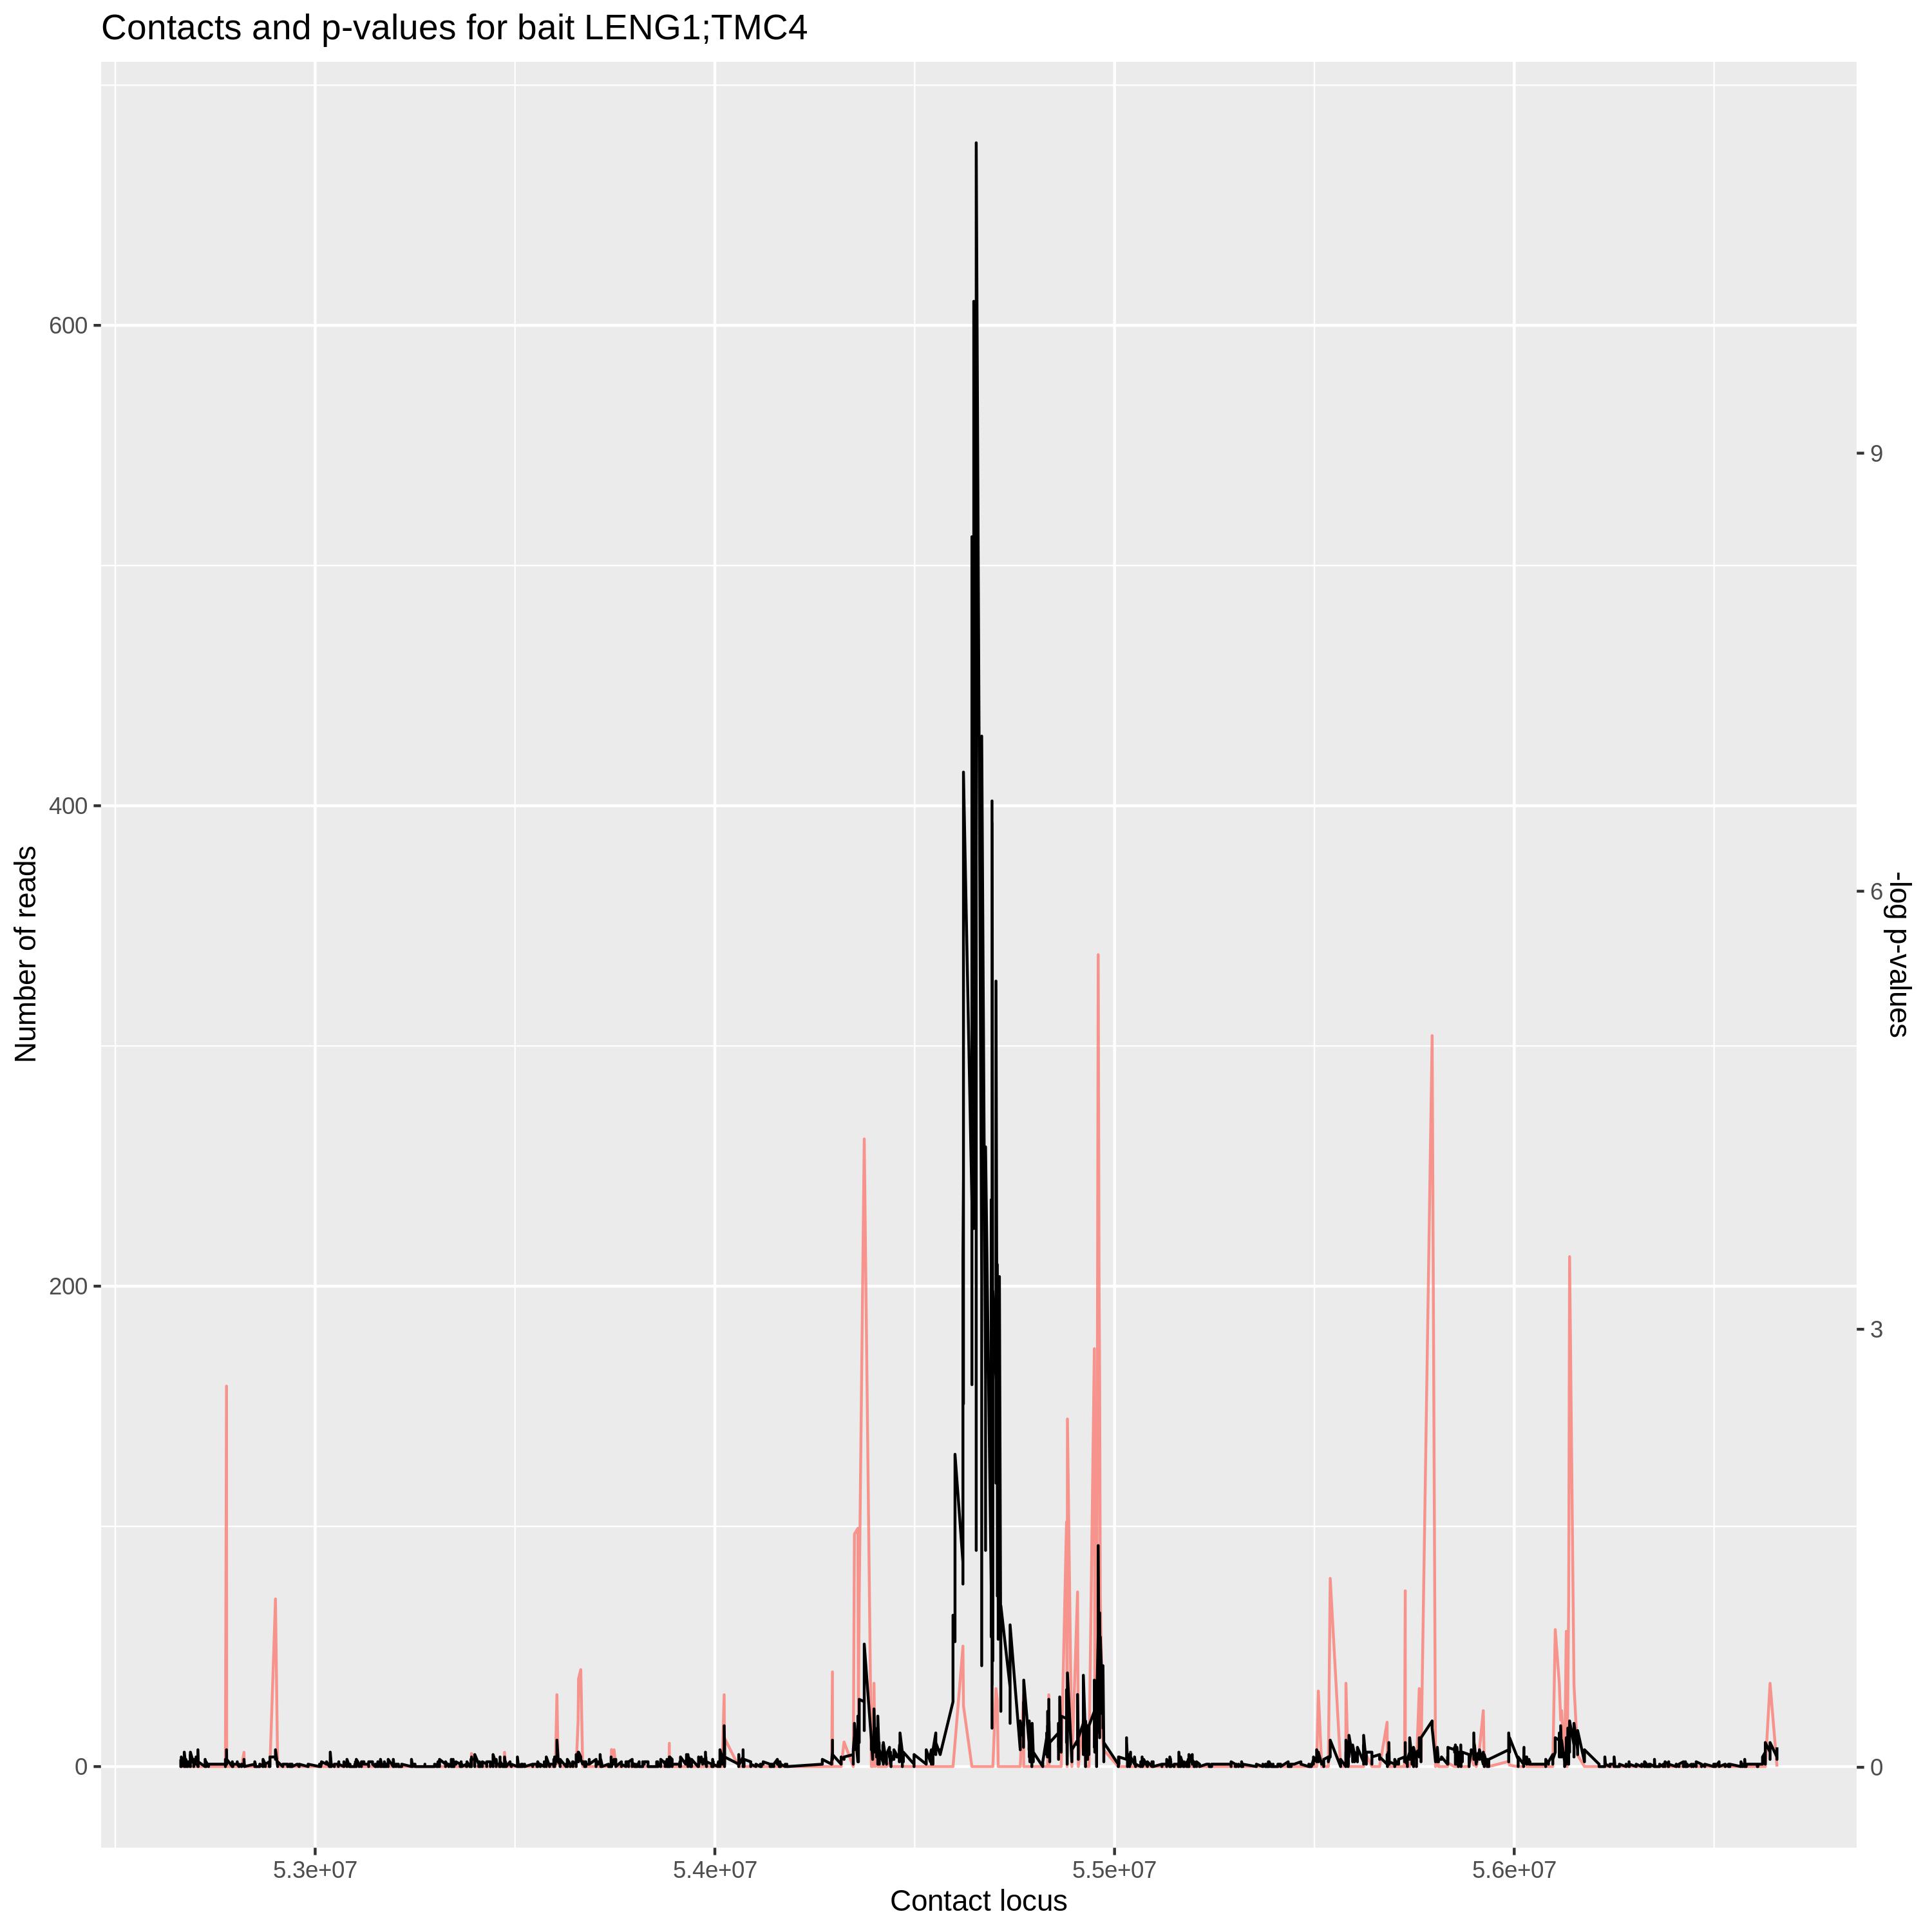 Contacts and p-values for bait LENG1;TMC4
600
400
200
0
Number of reads
9
6
3
0
-log p-values
5.3e+07
5.4e+07
5.5e+07
5.6e+07
Contact locus